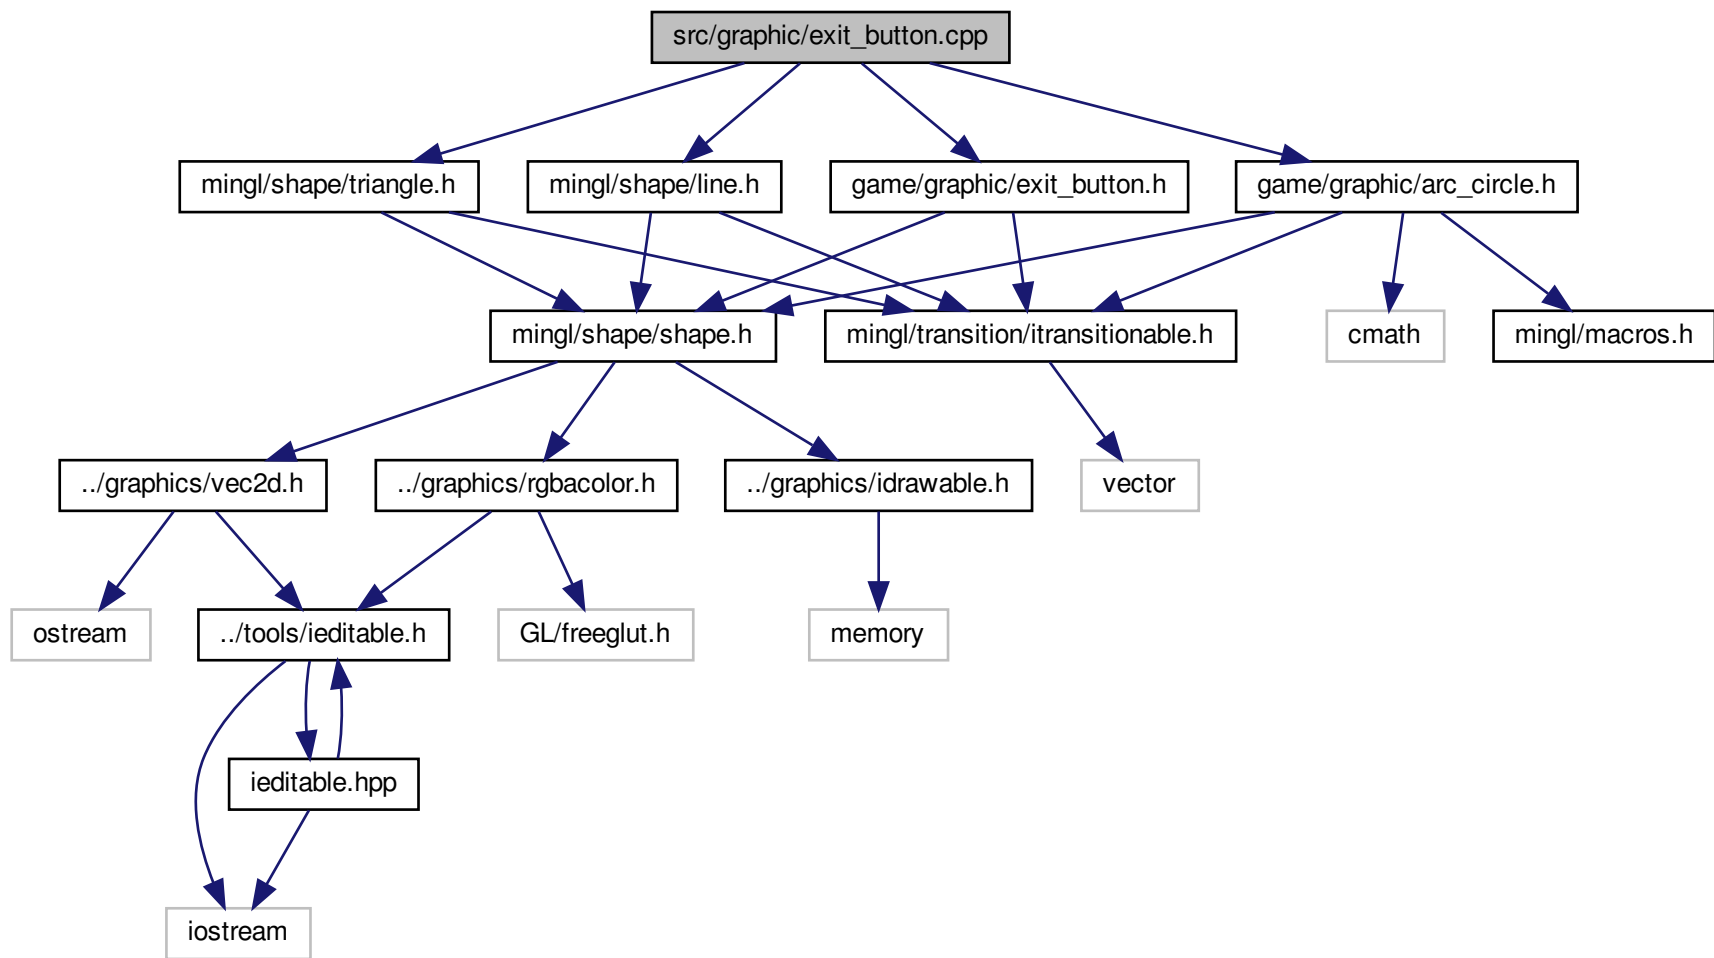 src/graphic/exit_button.cpp
mingl/shape/triangle.h
mingl/shape/line.h
game/graphic/exit_button.h
game/graphic/arc_circle.h
mingl/shape/shape.h
mingl/transition/itransitionable.h
cmath
mingl/macros.h
../graphics/vec2d.h
../graphics/rgbacolor.h
../graphics/idrawable.h
vector
ostream
../tools/ieditable.h
GL/freeglut.h
memory
ieditable.hpp
iostream